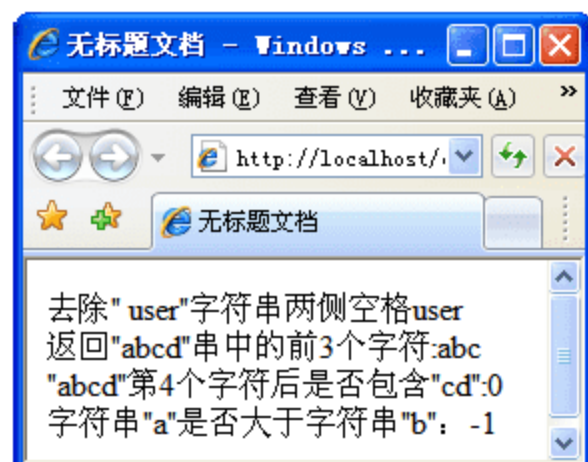 无标题文档 - Windows ...
文件(F) 编辑(E) 查看(V) 收藏夹(A) »
http://localhost/
无标题文档
去除" user"字符串两侧空格user
返回"abcd"串中的前3个字符:abc
"abcd"第4个字符后是否包含"cd":0
字符串"a"是否大于字符串"b"：-1